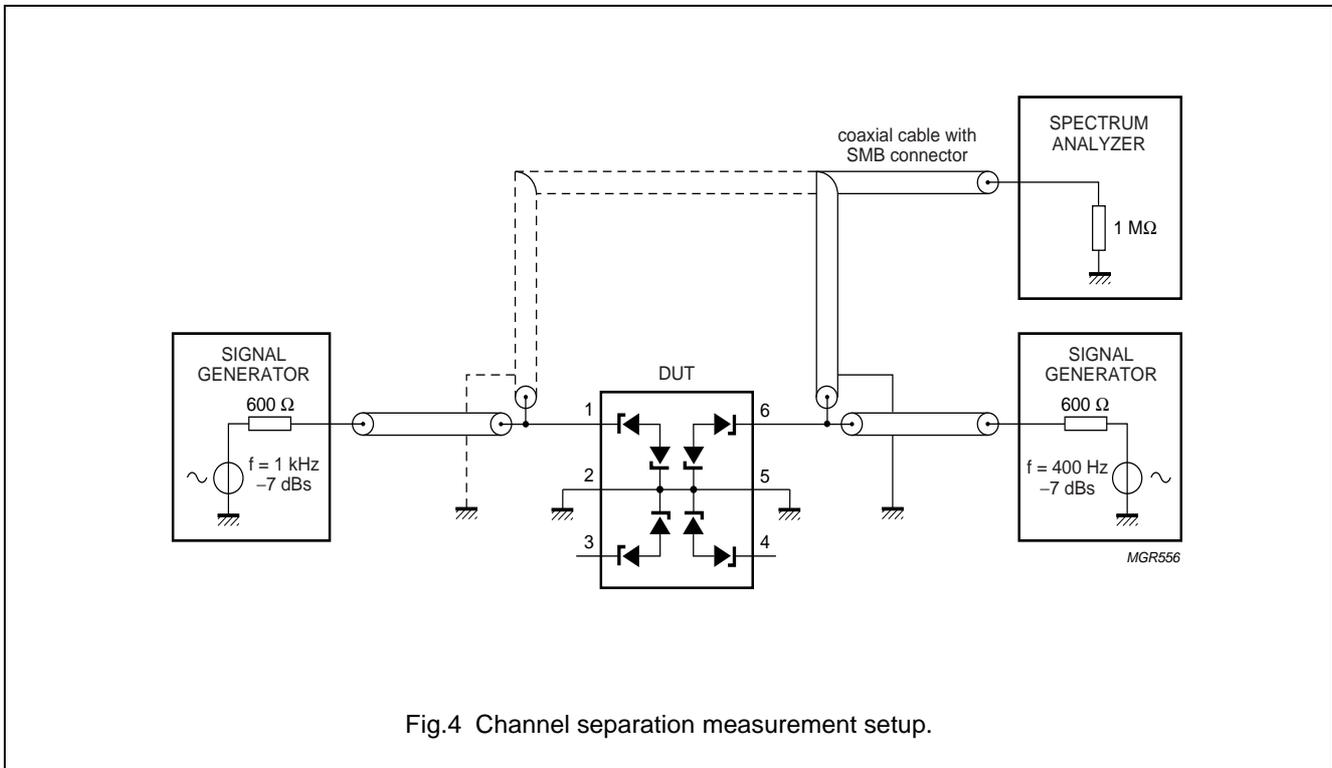 coaxial cable with
SMB connector
SPECTRUM
ANALYZER
1 MΩ
SIGNAL
GENERATOR
600 Ω
f = 1 kHz
−7 dBs
DUT
1
2
3
6
5
4
SIGNAL
GENERATOR
600 Ω
f = 400 Hz
−7 dBs
MGR556
Fig.4 Channel separation measurement setup.